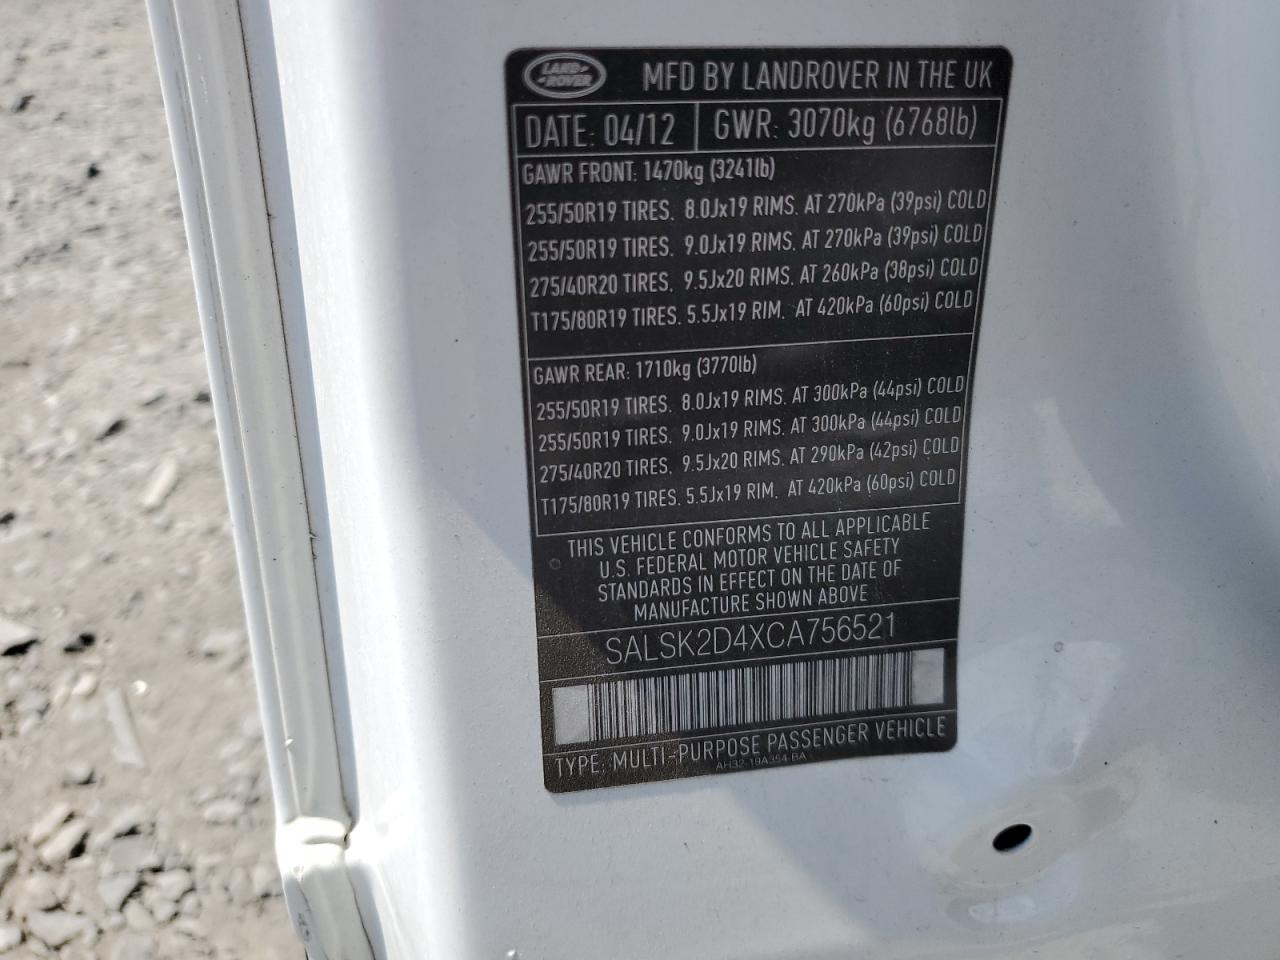 LAND ROVER
MFD BY LANDROVER IN THE UK
DATE: 04/12 GWR: 3070kg (6768lb)
GAWR FRONT: 1470kg (3241lb)
255/50R19 TIRES. 8.0Jx19 RIMS. AT 270kPa (39psi) COLD
255/50R19 TIRES. 9.0Jx19 RIMS. AT 270kPa (39psi) COLD
275/40R20 TIRES. 9.5Jx20 RIMS. AT 260kPa (38psi) COLD
T175/80R19 TIRES. 5.5Jx19 RIM. AT 420kPa (60psi) COLD
GAWR REAR: 1710kg (3770lb)
255/50R19 TIRES. 8.0Jx19 RIMS. AT 300kPa (44psi) COLD
255/50R19 TIRES. 9.0Jx19 RIMS. AT 300kPa (44psi) COLD
275/40R20 TIRES. 9.5Jx20 RIMS. AT 290kPa (42psi) COLD
T175/80R19 TIRES. 5.5Jx19 RIM. AT 420kPa (60psi) COLD
THIS VEHICLE CONFORMS TO ALL APPLICABLE
U.S. FEDERAL MOTOR VEHICLE SAFETY
STANDARDS IN EFFECT ON THE DATE OF
MANUFACTURE SHOWN ABOVE
SALSK2D4XCA756521
TYPE: MULTI-PURPOSE PASSENGER VEHICLE
AH32-19A354-BA